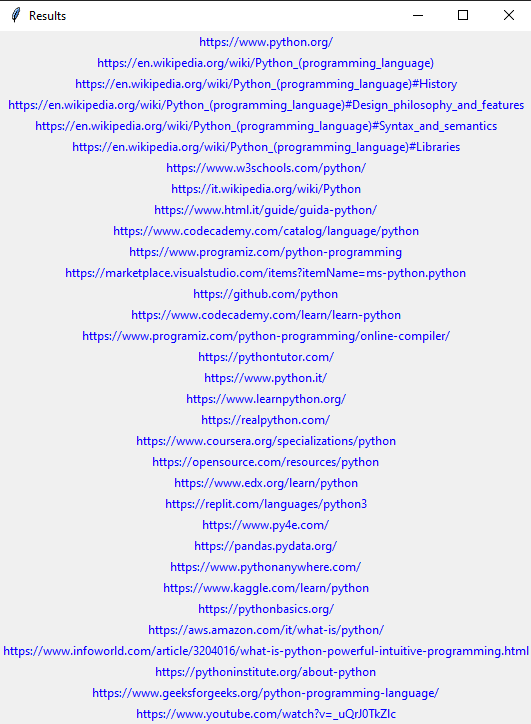 Results
https://www.python.org/
https://en.wikipedia.org/wiki/Python_(programming_language)
https://en.wikipedia.org/wiki/Python_(programming_language)#History
https://en.wikipedia.org/wiki/Python_(programming_language)#Design_philosophy_and_features
https://en.wikipedia.org/wiki/Python_(programming_language)#Syntax_and_semantics
https://en.wikipedia.org/wiki/Python_(programming_language)#Libraries
https://www.w3schools.com/python/
https://it.wikipedia.org/wiki/Python
https://www.html.it/guide/guida-python/
https://www.codecademy.com/catalog/language/python
https://www.programiz.com/python-programming
https://marketplace.visualstudio.com/items?itemName=ms-python.python
https://github.com/python
https://www.codecademy.com/learn/learn-python
https://www.programiz.com/python-programming/online-compiler/
https://pythontutor.com/
https://www.python.it/
https://www.learnpython.org/
https://realpython.com/
https://www.coursera.org/specializations/python
https://opensource.com/resources/python
https://www.edx.org/learn/python
https://replit.com/languages/python3
https://www.py4e.com/
https://pandas.pydata.org/
https://www.pythonanywhere.com/
https://www.kaggle.com/learn/python
https://pythonbasics.org/
https://aws.amazon.com/it/what-is/python/
https://www.infoworld.com/article/3204016/what-is-python-powerful-intuitive-programming.html
https://pythoninstitute.org/about-python
https://www.geeksforgeeks.org/python-programming-language/
https://www.youtube.com/watch?v=_uQrJ0TkZlc